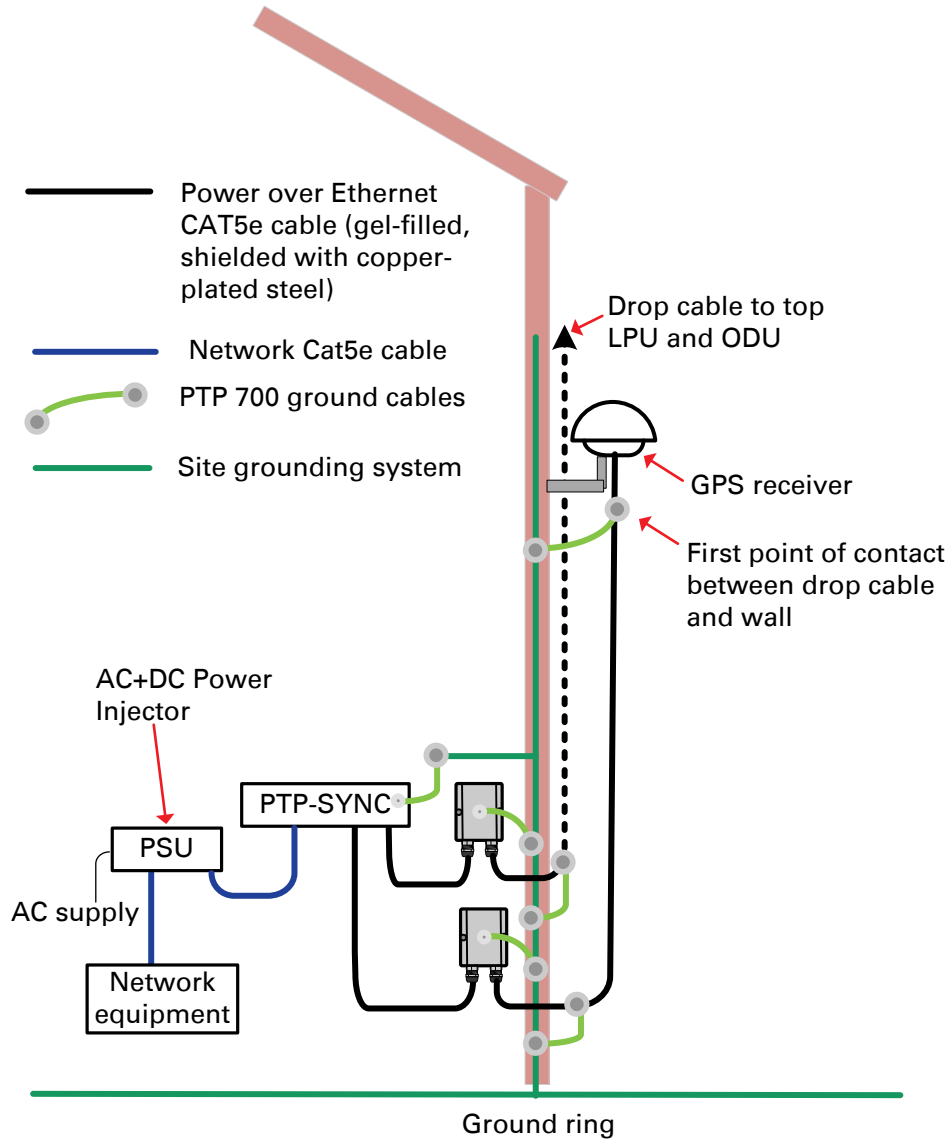 Power over Ethernet
CAT5e cable (gel-filled,
shielded with copper-
plated steel)
Network Cat5e cable
PTP 700 ground cables
Site grounding system
Drop cable to top
LPU and ODU
GPS receiver
First point of contact
between drop cable
and wall
AC+DC Power
Injector
PTP-SYNC
PSU
AC supply
Network
equipment
Ground ring